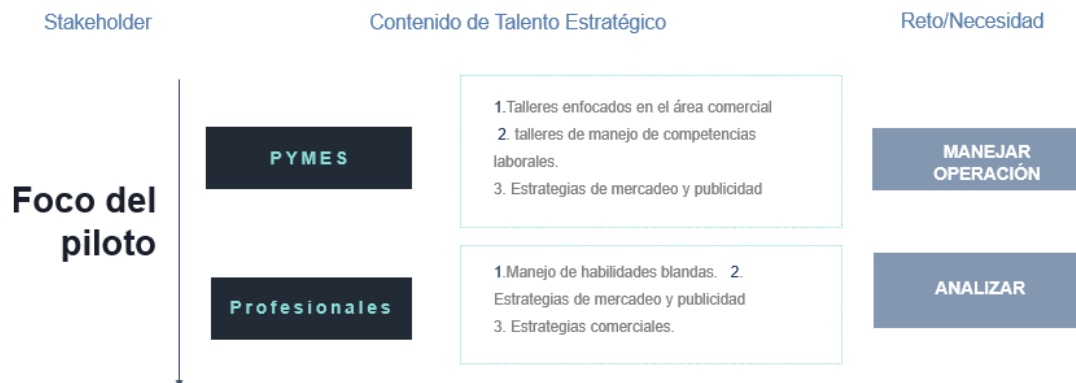 Stakeholder
Contenido de Talento Estratégico
Reto/Necesidad
Foco del
piloto
PYMES
1.Talleres enfocados en el área comercial
2. talleres de manejo de competencias
laborales.
3. Estrategias de mercadeo y publicidad
MANEJAR
OPERACIÓN
Profesionales
1.Manejo de habilidades blandas. 2.
Estrategias de mercadeo y publicidad
3. Estrategias comerciales.
ANALIZAR